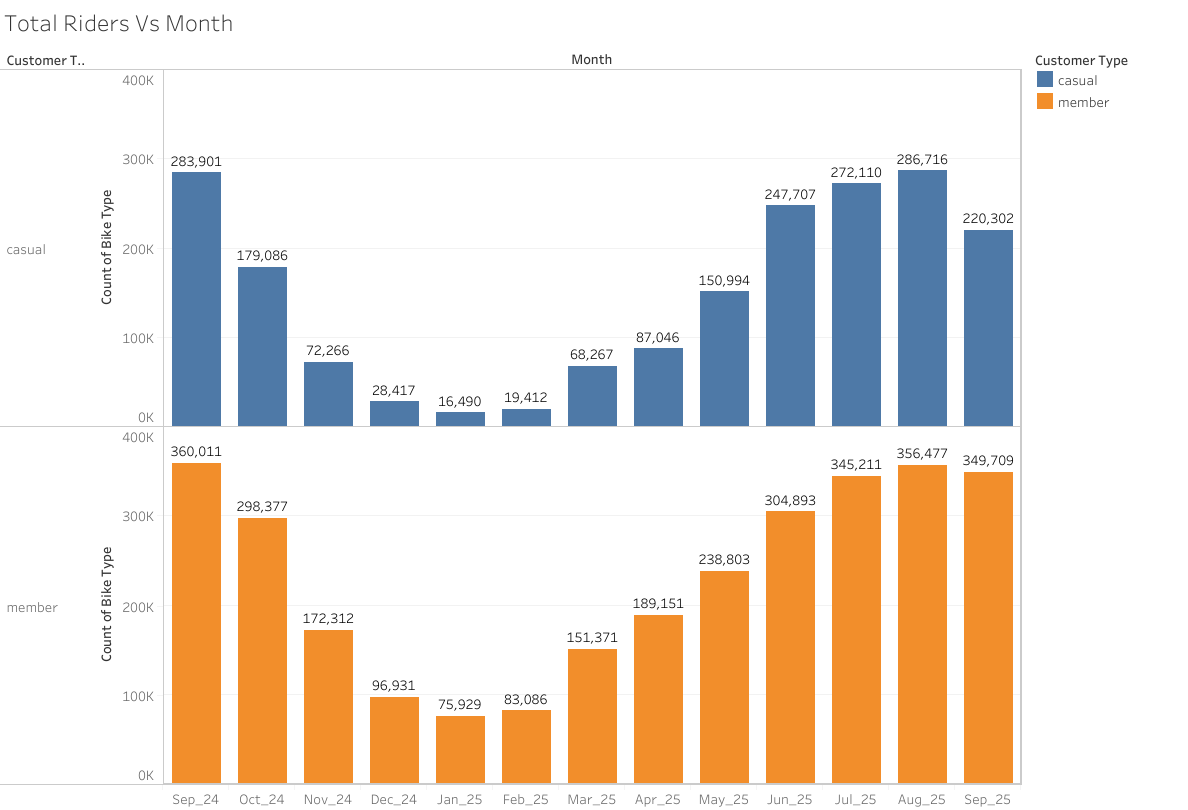 Total Riders Vs Month
Customer T..
Month
Customer Type
casual
member
casual
Count of Bike Type
400K
300K
200K
100K
0K
283,901
179,086
72,266
28,417
16,490
19,412
68,267
87,046
150,994
247,707
272,110
286,716
220,302
member
Count of Bike Type
400K
300K
200K
100K
0K
360,011
298,377
172,312
96,931
75,929
83,086
151,371
189,151
238,803
304,893
345,211
356,477
349,709
Sep_24 Oct_24 Nov_24 Dec_24 Jan_25 Feb_25 Mar_25 Apr_25 May_25 Jun_25 Jul_25 Aug_25 Sep_25